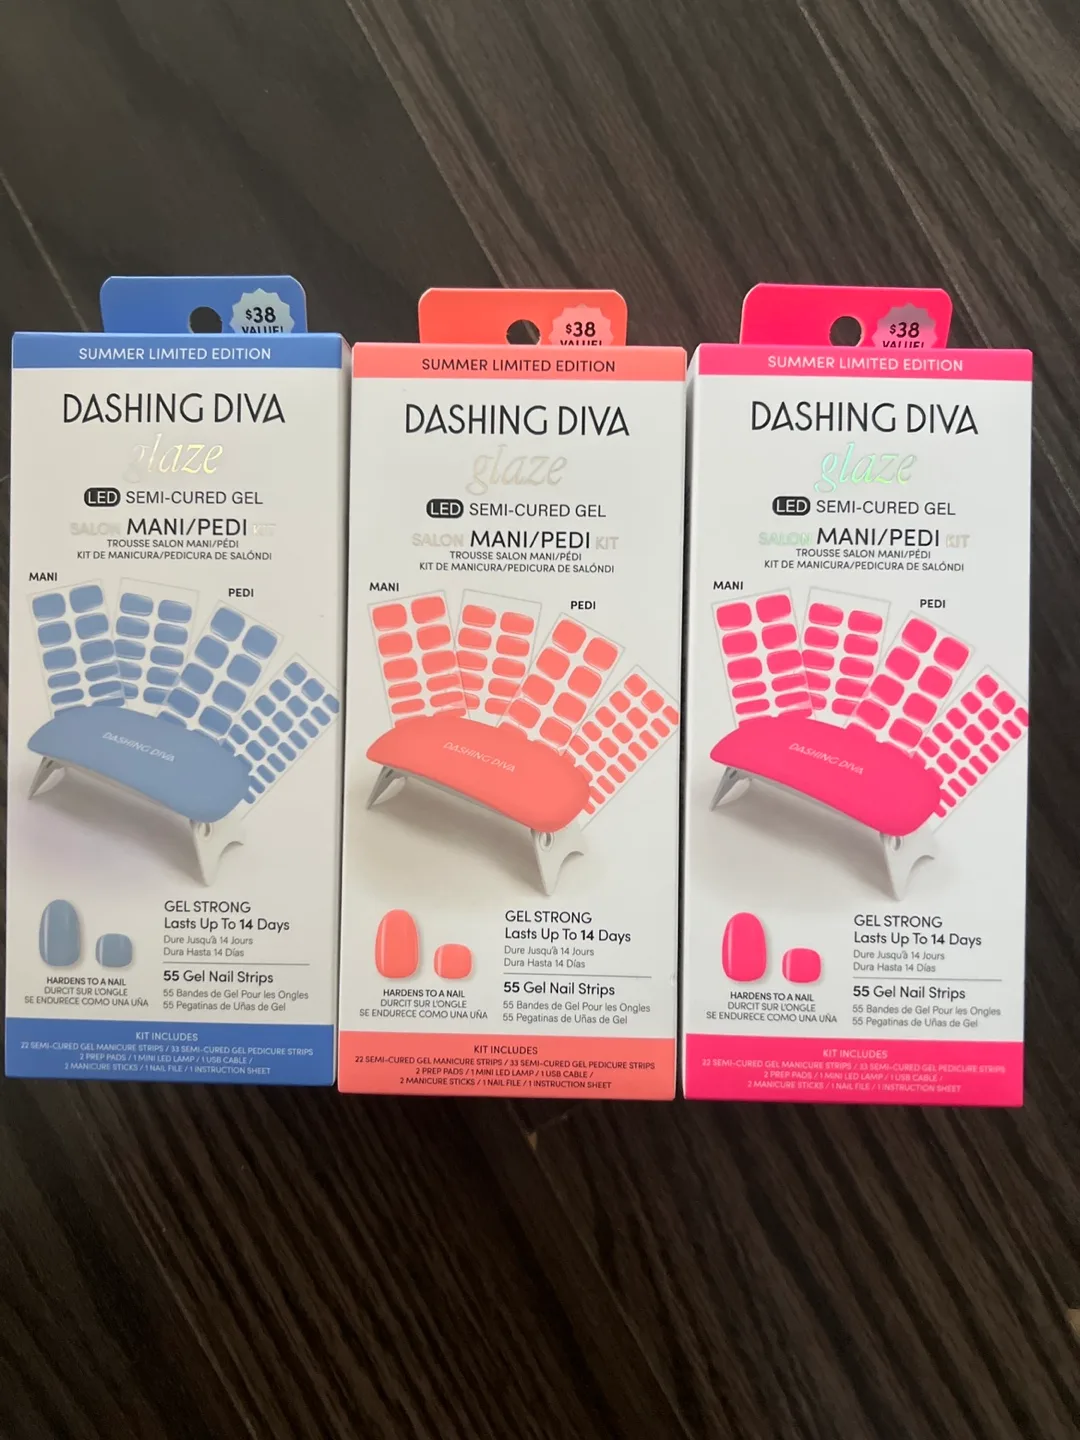 $38
VALUE!
SUMMER LIMITED EDITION
DASHING DIVA
glaze
LED SEMI-CURED GEL
SALON MANI/PEDI KIT
TROUSSE SALON MANI/PÉDI
KIT DE MANICURA/PEDICURA DE SALÓNDI
MANI
PEDI
DASHING DIVA
GEL STRONG
Lasts Up To 14 Days
Dure Jusqu'à 14 Jours
Dura Hasta 14 Días
55 Gel Nail Strips
55 Bandes de Gel Pour les Ongles
55 Pegatinas de Uñas de Gel
HARDENS TO A NAIL
DURCIT SUR L'ONGLE
SE ENDURECE COMO UNA UÑA
KIT INCLUDES
22 SEMI-CURED GEL MANICURE STRIPS / 33 SEMI-CURED GEL PEDICURE STRIPS
2 PREP PADS / 1 MINI LED LAMP / 1 USB CABLE /
2 MANICURE STICKS / 1 NAIL FILE / 1 INSTRUCTION SHEET
$38
VALUE!
SUMMER LIMITED EDITION
DASHING DIVA
glaze
LED SEMI-CURED GEL
SALON MANI/PEDI KIT
TROUSSE SALON MANI/PÉDI
KIT DE MANICURA/PEDICURA DE SALÓNDI
MANI
PEDI
DASHING DIVA
GEL STRONG
Lasts Up To 14 Days
Dure Jusqu'à 14 Jours
Dura Hasta 14 Días
55 Gel Nail Strips
55 Bandes de Gel Pour les Ongles
55 Pegatinas de Uñas de Gel
HARDENS TO A NAIL
DURCIT SUR L'ONGLE
SE ENDURECE COMO UNA UÑA
KIT INCLUDES
22 SEMI-CURED GEL MANICURE STRIPS / 33 SEMI-CURED GEL PEDICURE STRIPS
2 PREP PADS / 1 MINI LED LAMP / 1 USB CABLE /
2 MANICURE STICKS / 1 NAIL FILE / 1 INSTRUCTION SHEET
$38
VALUE!
SUMMER LIMITED EDITION
DASHING DIVA
glaze
LED SEMI-CURED GEL
SALON MANI/PEDI KIT
TROUSSE SALON MANI/PÉDI
KIT DE MANICURA/PEDICURA DE SALÓNDI
MANI
PEDI
DASHING DIVA
GEL STRONG
Lasts Up To 14 Days
Dure Jusqu'à 14 Jours
Dura Hasta 14 Días
55 Gel Nail Strips
55 Bandes de Gel Pour les Ongles
55 Pegatinas de Uñas de Gel
HARDENS TO A NAIL
DURCIT SUR L'ONGLE
SE ENDURECE COMO UNA UÑA
KIT INCLUDES
22 SEMI-CURED GEL MANICURE STRIPS / 33 SEMI-CURED GEL PEDICURE STRIPS
2 PREP PADS / 1 MINI LED LAMP / 1 USB CABLE /
2 MANICURE STICKS / 1 NAIL FILE / 1 INSTRUCTION SHEET